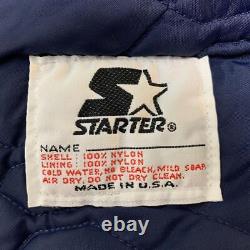 STARTER®
NAME
SHELL: 100% NYLON
LINING: 100% NYLON
COLD WATER, NO BLEACH, MILD SOAP
AIR DRY. DO NOT DRY CLEAN.
MADE IN U.S.A.